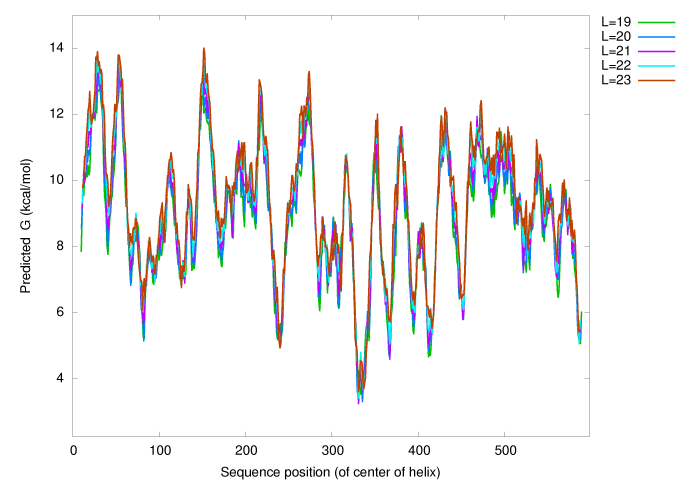 L=19
L=20
L=21
L=22
L=23
14
12
10
8
6
4
Predicted G (kcal/mol)
0 100 200 300 400 500
Sequence position (of center of helix)